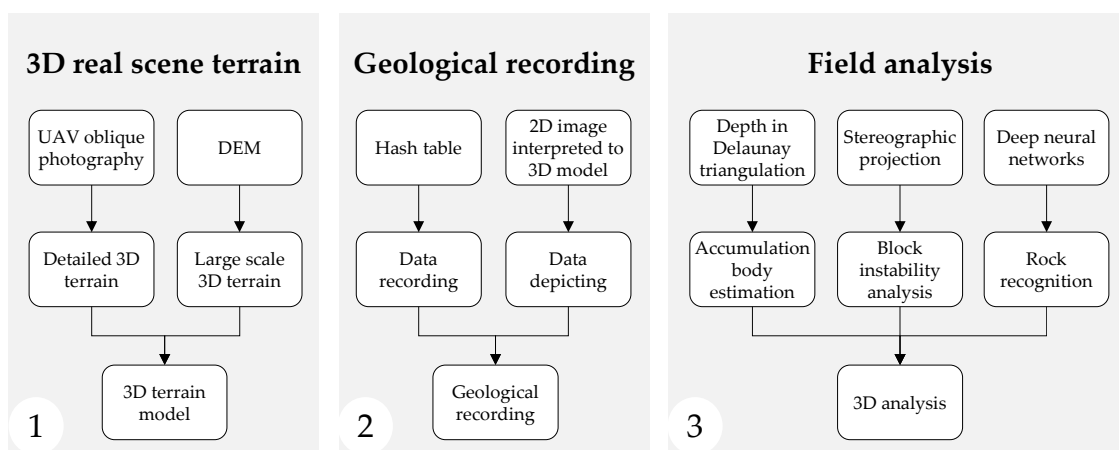 3D real scene terrain
UAV oblique
photography
DEM
Detailed 3D
terrain
Large scale
3D terrain
3D terrain
model
1
Geological recording
Hash table
2D image
interpreted to
3D model
Data
recording
Data
depicting
Geological
recording
2
Field analysis
Depth in
Delaunay
triangulation
Stereographic
projection
Deep neural
networks
Accumulation
body
estimation
Block
instability
analysis
Rock
recognition
3D analysis
3